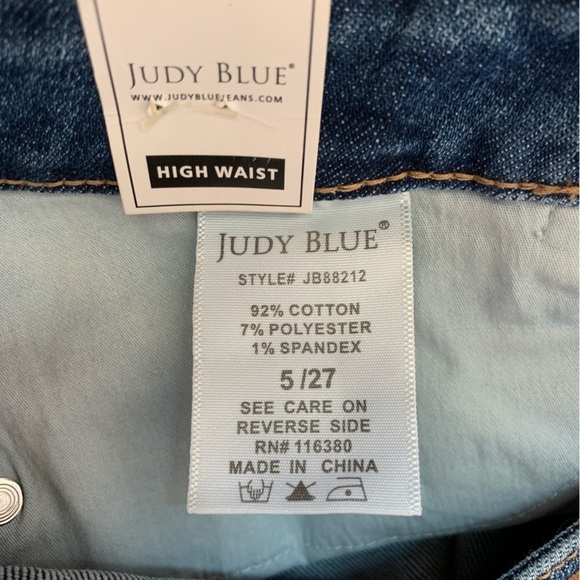 JUDY BLUE®
WWW.JUDYBLUEJEANS.COM
HIGH WAIST
JUDY BLUE®
STYLE# JB88212
92% COTTON
7% POLYESTER
1% SPANDEX
5 /27
SEE CARE ON
REVERSE SIDE
RN# 116380
MADE IN CHINA